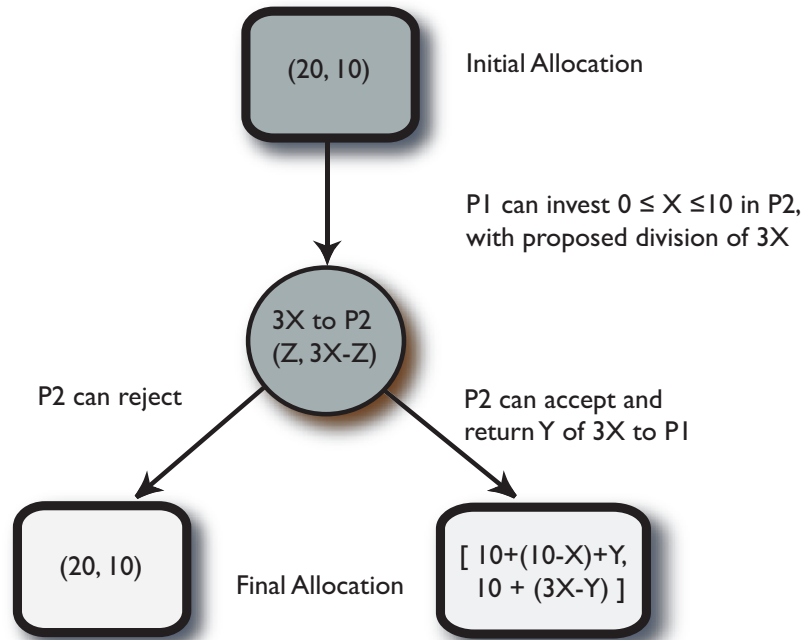 (20, 10)
Initial Allocation
P1 can invest 0 ≤ X ≤10 in P2,
with proposed division of 3X
3X to P2
(Z, 3X-Z)
P2 can reject
P2 can accept and
return Y of 3X to P1
(20, 10)
Final Allocation
[ 10+(10-X)+Y,
10 + (3X-Y) ]